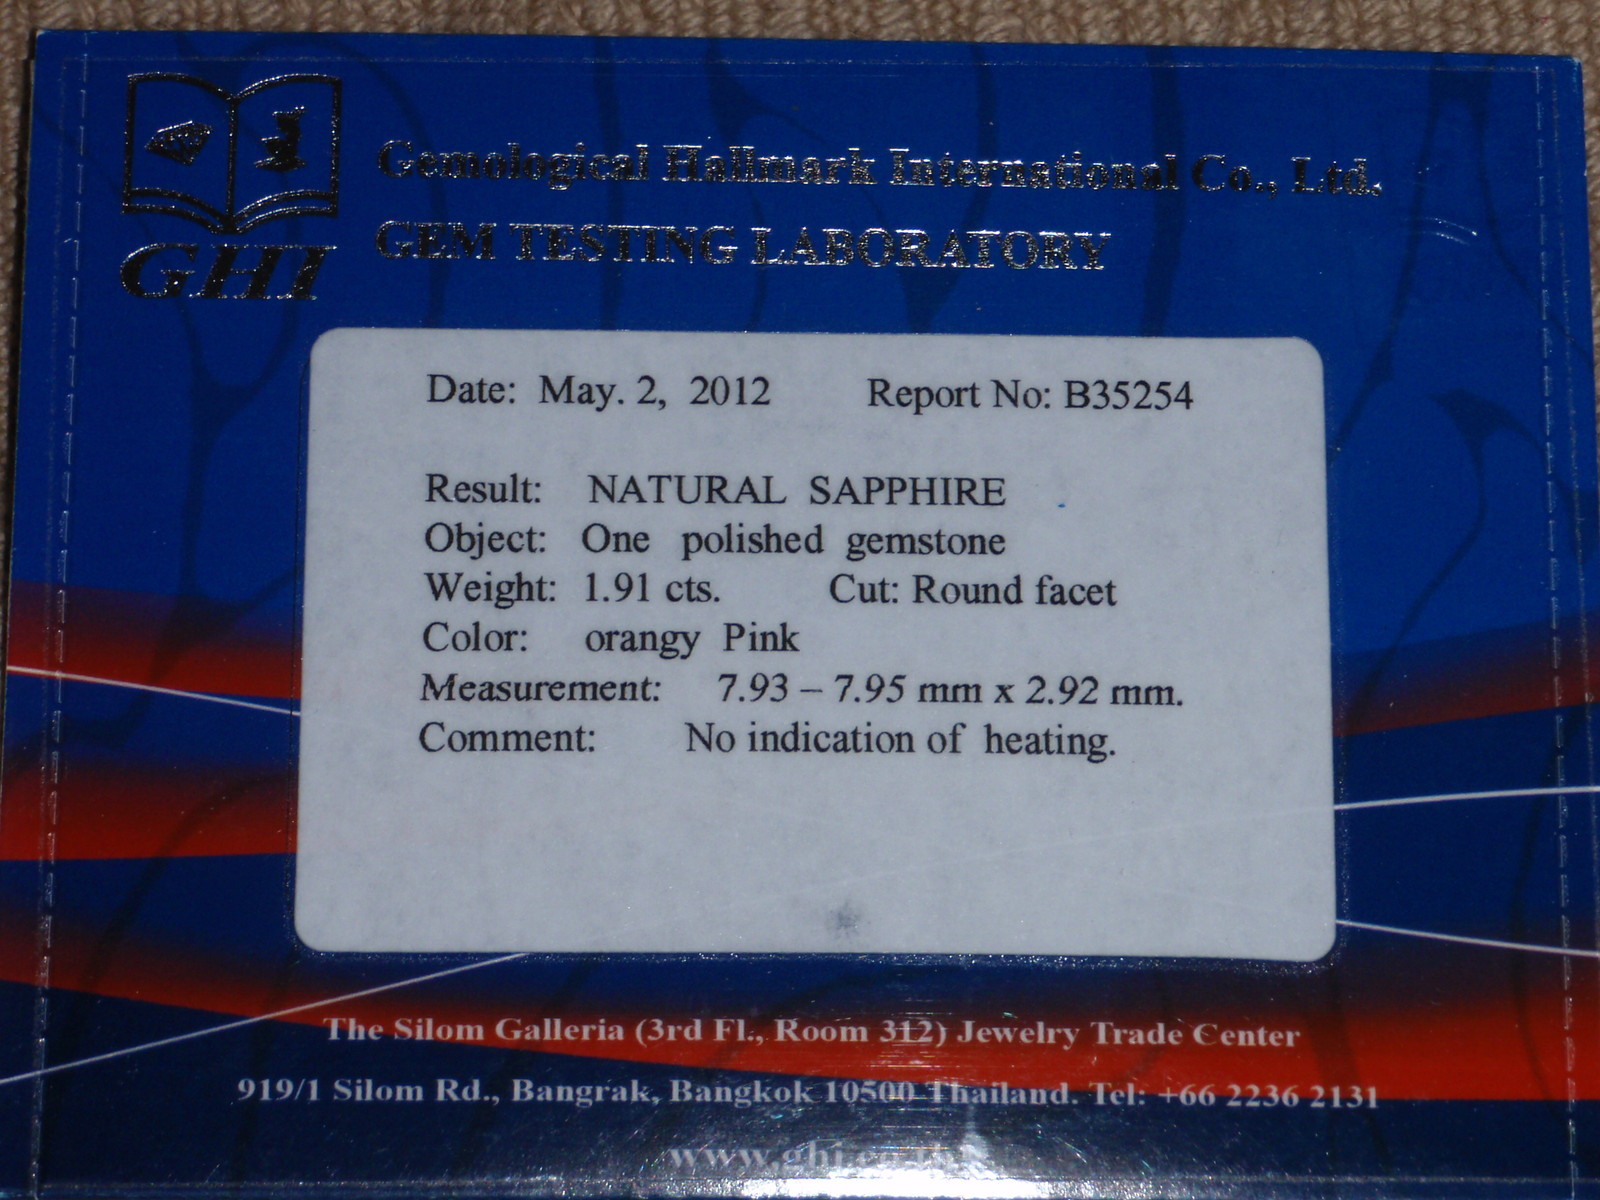 GHI
Gemological Hallmark International Co., Ltd.
GEM TESTING LABORATORY
Date: May. 2, 2012 Report No: B35254
Result: NATURAL SAPPHIRE
Object: One polished gemstone
Weight: 1.91 cts. Cut: Round facet
Color: orangy Pink
Measurement: 7.93 – 7.95 mm x 2.92 mm.
Comment: No indication of heating.
The Silom Galleria (3rd Fl., Room 312) Jewelry Trade Center
919/1 Silom Rd., Bangrak, Bangkok 10500 Thailand. Tel: +66 2236 2131